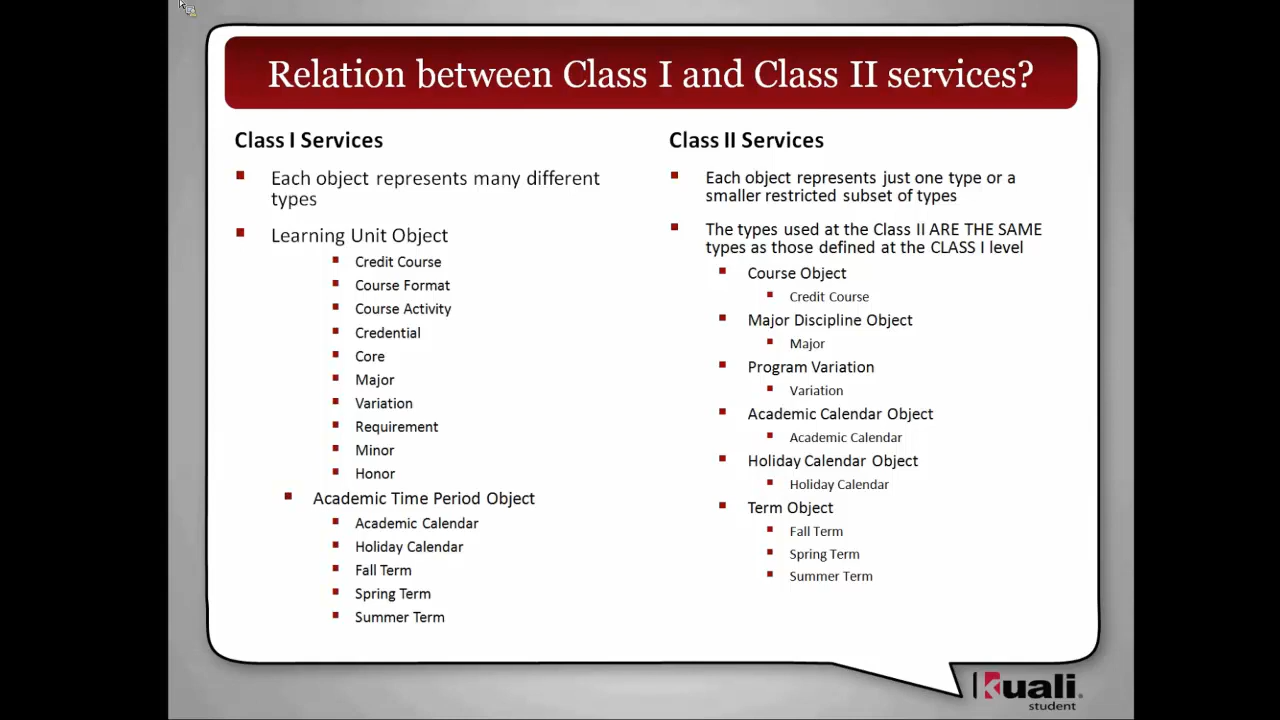 Relation between Class I and Class II services?
Class I Services
Each object represents many different
types
Learning Unit Object
Credit Course
Course Format
Course Activity
Credential
Core
Major
Variation
Requirement
Minor
Honor
Academic Time Period Object
Academic Calendar
Holiday Calendar
Fall Term
Spring Term
Summer Term
Class II Services
Each object represents just one type or a
smaller restricted subset of types
The types used at the Class II ARE THE SAME
types as those defined at the CLASS I level
Course Object
Credit Course
Major Discipline Object
Major
Program Variation
Variation
Academic Calendar Object
Academic Calendar
Holiday Calendar Object
Holiday Calendar
Term Object
Fall Term
Spring Term
Summer Term
Kuali
student